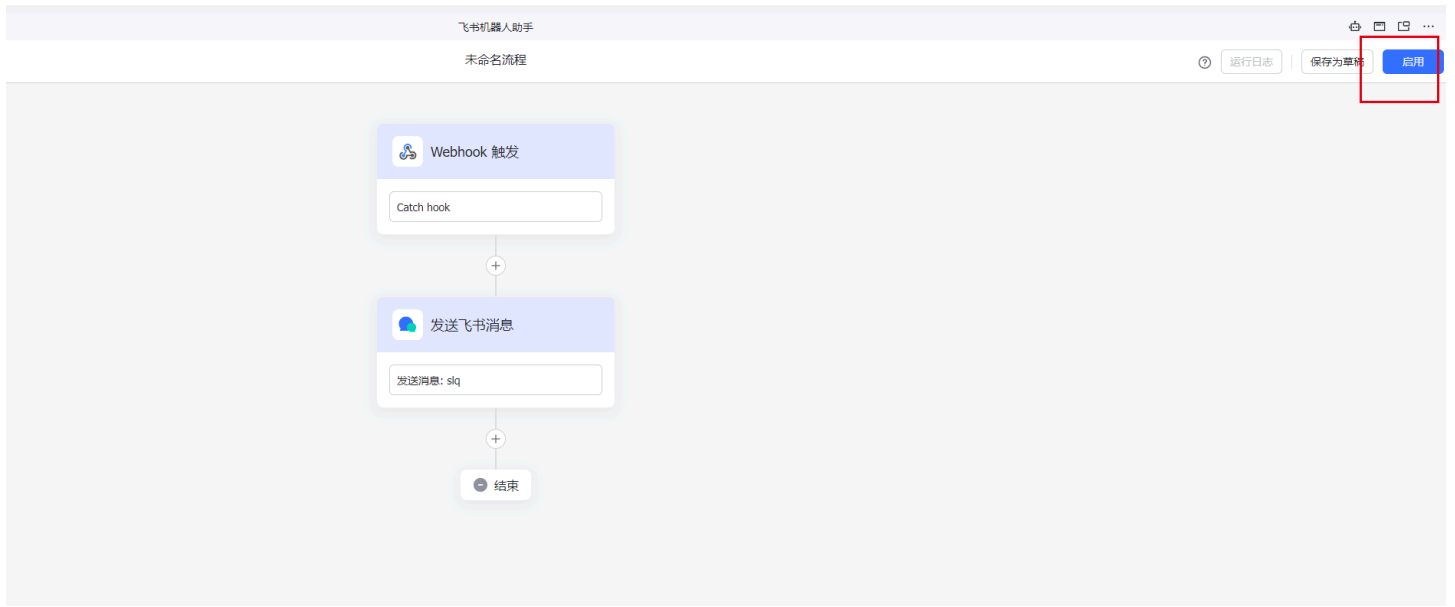 飞书机器人助手
未命名流程
运行日志
保存为草稿
启用
Webhook 触发
Catch hook
发送飞书消息
发送消息: slq
结束